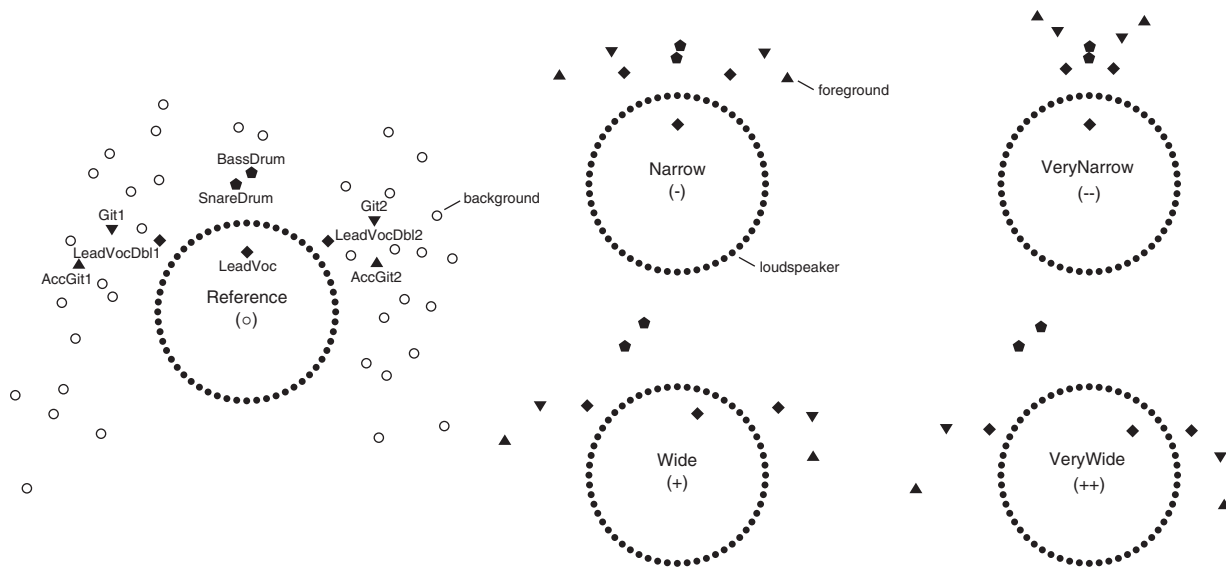 BassDrum
SnareDrum
Git1
LeadVocDbl1
AccGit1
LeadVoc
Git2
LeadVocDbl2
AccGit2
background
Reference
(○)
foreground
Narrow
(-)
loudspeaker
VeryNarrow
(--)
Wide
(+)
VeryWide
(++)